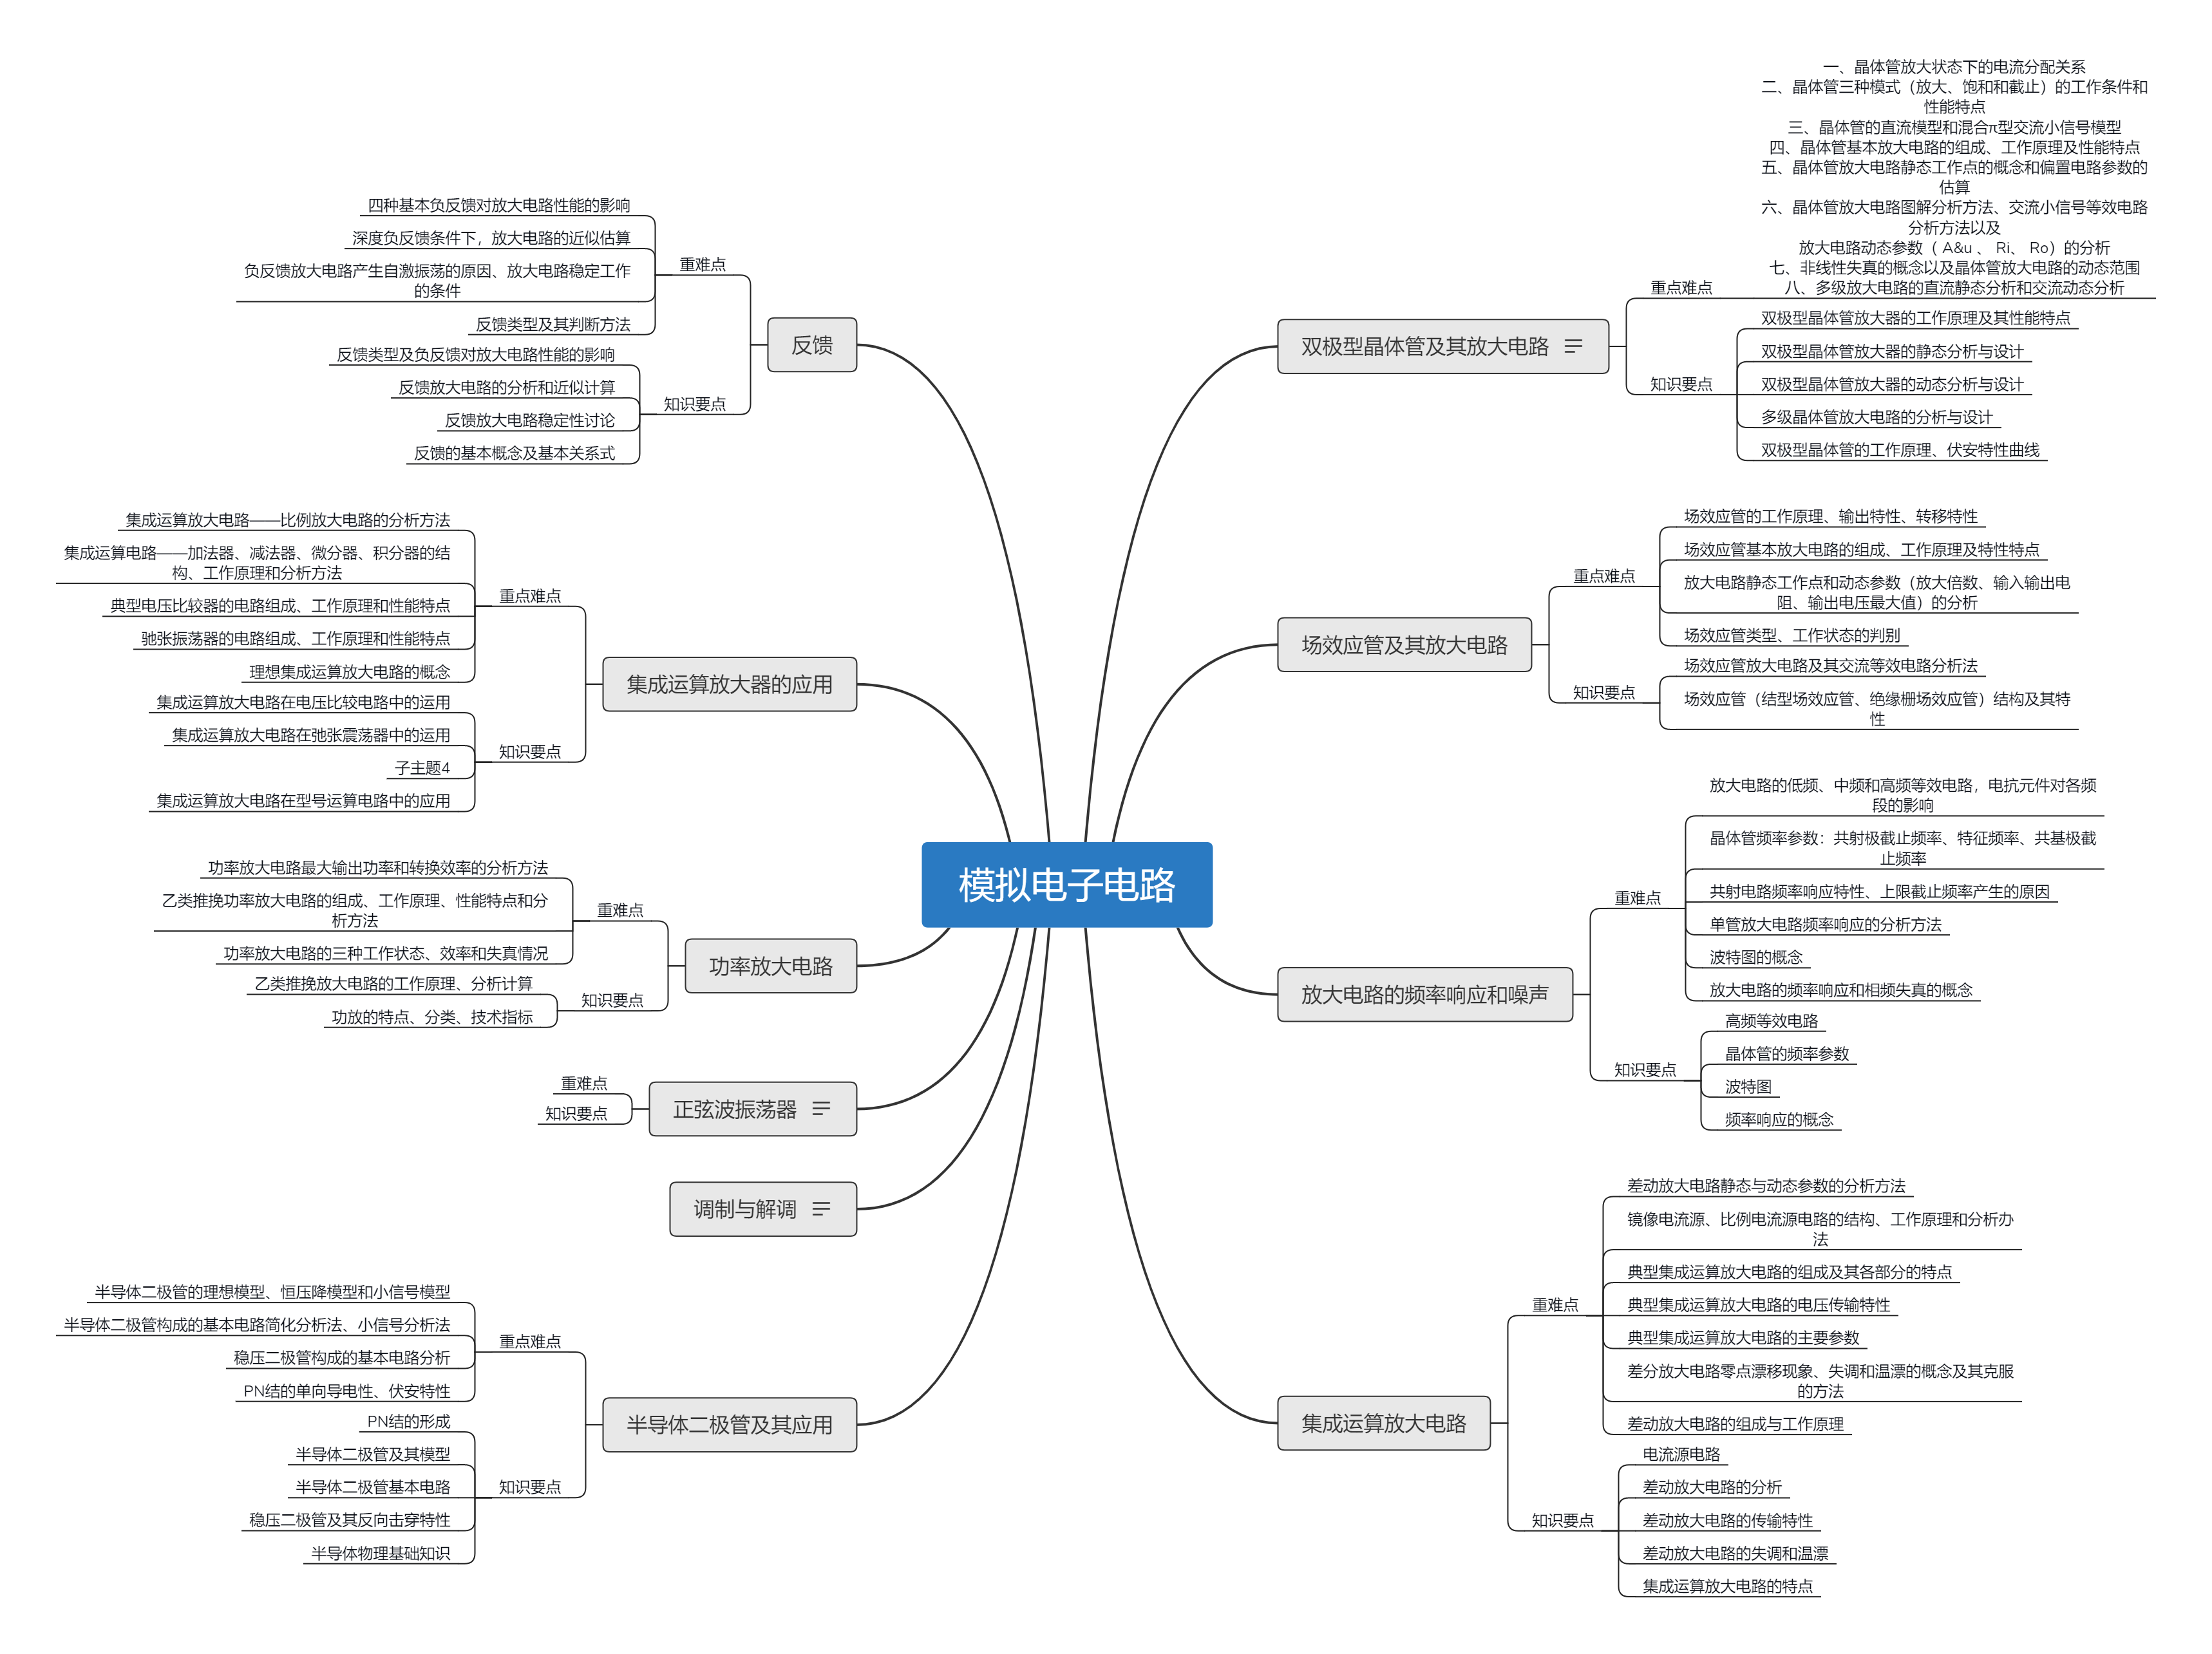 模拟电子电路
双极型晶体管及其放大电路
重点难点
一、晶体管放大状态下的电流分配关系
二、晶体管三种模式（放大、饱和和截止）的工作条件和
性能特点
三、晶体管的直流模型和混合π型交流小信号模型
四、晶体管基本放大电路的组成、工作原理及性能特点
五、晶体管放大电路静态工作点的概念和偏置电路参数的
估算
六、晶体管放大电路图解分析方法、交流小信号等效电路
分析方法以及
放大电路动态参数（ A&u 、 Ri、 Ro）的分析
七、非线性失真的概念以及晶体管放大电路的动态范围
八、多级放大电路的直流静态分析和交流动态分析
知识要点
双极型晶体管放大器的工作原理及其性能特点
双极型晶体管放大器的静态分析与设计
双极型晶体管放大器的动态分析与设计
多级晶体管放大电路的分析与设计
双极型晶体管的工作原理、伏安特性曲线
场效应管及其放大电路
重点难点
场效应管的工作原理、输出特性、转移特性
场效应管基本放大电路的组成、工作原理及特性特点
放大电路静态工作点和动态参数（放大倍数、输入输出电
阻、输出电压最大值）的分析
场效应管类型、工作状态的判别
知识要点
场效应管放大电路及其交流等效电路分析法
场效应管（结型场效应管、绝缘栅场效应管）结构及其特
性
放大电路的频率响应和噪声
重难点
放大电路的低频、中频和高频等效电路，电抗元件对各频
段的影响
晶体管频率参数：共射极截止频率、特征频率、共基极截
止频率
共射电路频率响应特性、上限截止频率产生的原因
单管放大电路频率响应的分析方法
波特图的概念
放大电路的频率响应和相频失真的概念
知识要点
高频等效电路
晶体管的频率参数
波特图
频率响应的概念
集成运算放大电路
重难点
差动放大电路静态与动态参数的分析方法
镜像电流源、比例电流源电路的结构、工作原理和分析办
法
典型集成运算放大电路的组成及其各部分的特点
典型集成运算放大电路的电压传输特性
典型集成运算放大电路的主要参数
差分放大电路零点漂移现象、失调和温漂的概念及其克服
的方法
差动放大电路的组成与工作原理
知识要点
电流源电路
差动放大电路的分析
差动放大电路的传输特性
差动放大电路的失调和温漂
集成运算放大电路的特点
反馈
重难点
四种基本负反馈对放大电路性能的影响
深度负反馈条件下，放大电路的近似估算
负反馈放大电路产生自激振荡的原因、放大电路稳定工作
的条件
反馈类型及其判断方法
知识要点
反馈类型及负反馈对放大电路性能的影响
反馈放大电路的分析和近似计算
反馈放大电路稳定性讨论
反馈的基本概念及基本关系式
集成运算放大器的应用
重点难点
集成运算放大电路——比例放大电路的分析方法
集成运算电路——加法器、减法器、微分器、积分器的结
构、工作原理和分析方法
典型电压比较器的电路组成、工作原理和性能特点
驰张振荡器的电路组成、工作原理和性能特点
理想集成运算放大电路的概念
知识要点
集成运算放大电路在电压比较电路中的运用
集成运算放大电路在弛张震荡器中的运用
子主题4
集成运算放大电路在型号运算电路中的应用
功率放大电路
重难点
功率放大电路最大输出功率和转换效率的分析方法
乙类推挽功率放大电路的组成、工作原理、性能特点和分
析方法
功率放大电路的三种工作状态、效率和失真情况
知识要点
乙类推挽放大电路的工作原理、分析计算
功放的特点、分类、技术指标
正弦波振荡器
重难点
知识要点
调制与解调
半导体二极管及其应用
重点难点
半导体二极管的理想模型、恒压降模型和小信号模型
半导体二极管构成的基本电路简化分析法、小信号分析法
稳压二极管构成的基本电路分析
PN结的单向导电性、伏安特性
知识要点
PN结的形成
半导体二极管及其模型
半导体二极管基本电路
稳压二极管及其反向击穿特性
半导体物理基础知识